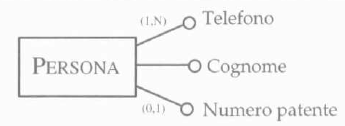 (1,N) Telefono
PERSONA
Cognome
(0,1) Numero patente